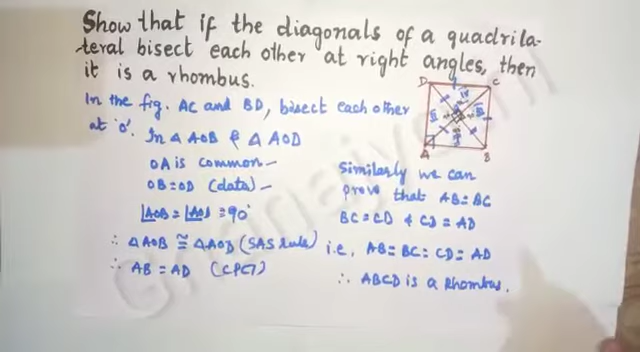 Show that if the diagonals of a quadrila-
teral bisect each other at right angles, then
it is a rhombus.
In the fig. AC and BD, bisect each other
at 'O'. In △ AOB & △ AOD
OA is common—
OB = OD (data)—
∠AOB = ∠AOD = 90°
∴ △AOB ≅ △AOD (SAS rule)
∴ AB = AD (CPCT)
D C
A B
Similarly we can
prove that AB = BC
BC = CD & CD = AD
i.e, AB = BC = CD = AD
∴ ABCD is a Rhombus.